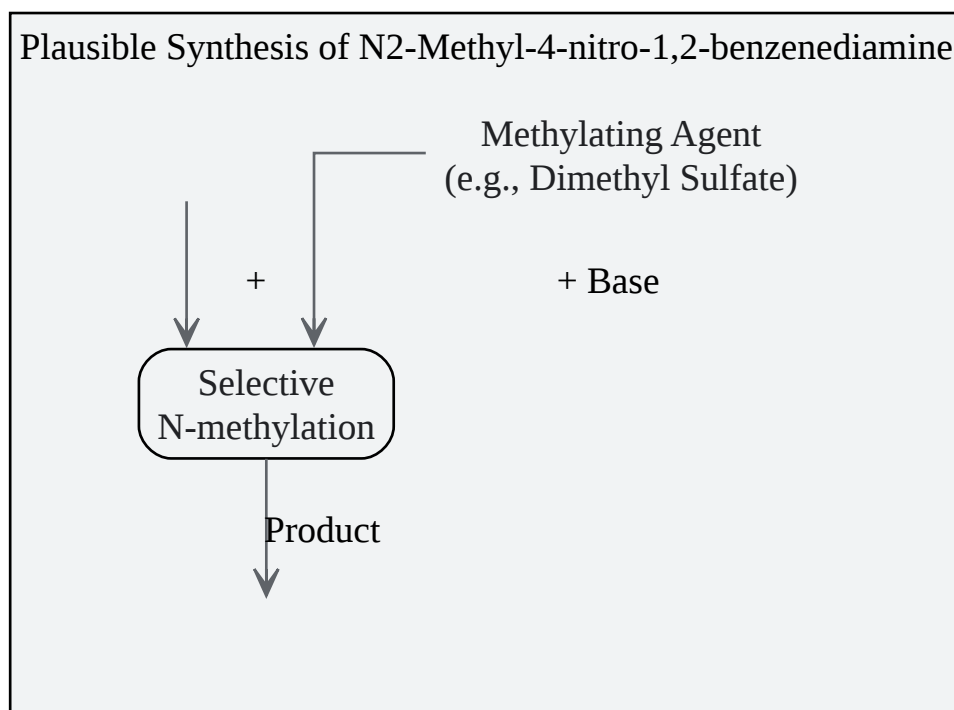 Plausible Synthesis of N2-Methyl-4-nitro-1,2-benzenediamine
Methylating Agent
(e.g., Dimethyl Sulfate)
+
+ Base
Selective
N-methylation
Product